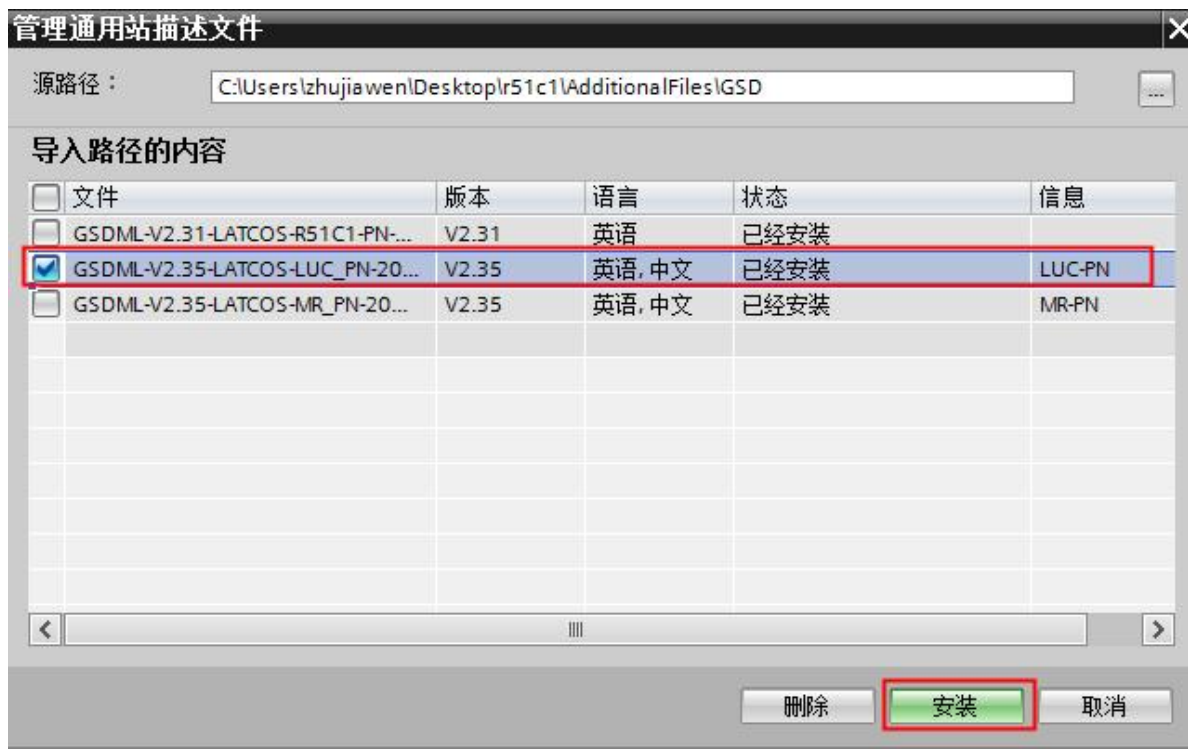 管理通用站描述文件
源路径： C:\Users\zhujiawen\Desktop\r51c1\AdditionalFiles\GSD ...
导入路径的内容
文件 版本 语言 状态 信息
GSDML-V2.31-LATCOS-R51C1-PN-... V2.31 英语 已经安装
GSDML-V2.35-LATCOS-LUC_PN-20... V2.35 英语, 中文 已经安装 LUC-PN
GSDML-V2.35-LATCOS-MR_PN-20... V2.35 英语, 中文 已经安装 MR-PN
删除 安装 取消